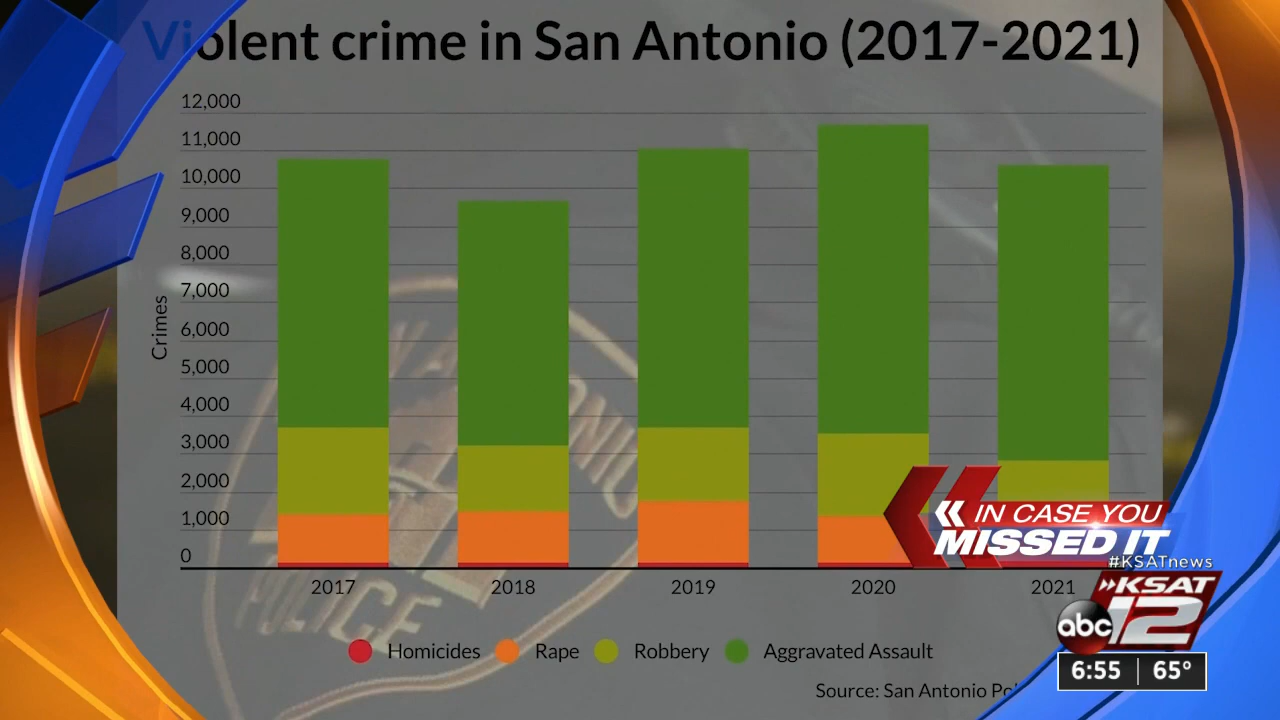 Violent crime in San Antonio (2017-2021)
12,000
11,000
10,000
9,000
8,000
7,000
6,000
5,000
4,000
3,000
2,000
1,000
0
Crimes
2017
2018
2019
2020
2021
Homicides
Rape
Robbery
Aggravated Assault
Source: San Antonio
POLICE
IN CASE YOU
MISSED IT
#KSATnews
KSAT
abc 12
6:55 65°